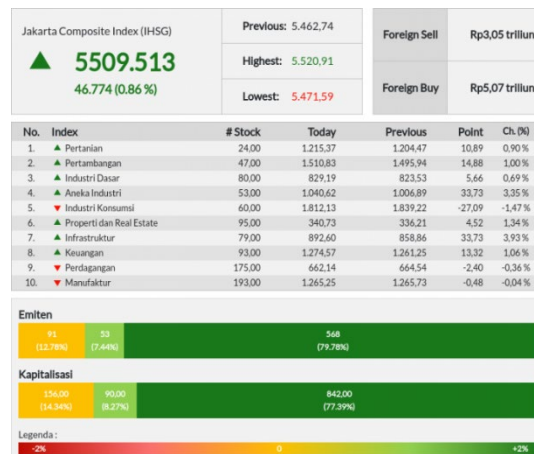 Jakarta Composite Index (IHSG)
5509.513
46.774 (0.86 %)
Previous: 5.462,74
Highest: 5.520,91
Lowest: 5.471,59
Foreign Sell Rp3,05 triliun
Foreign Buy Rp5,07 triliun
No. Index # Stock Today Previous Point Ch. (%)
1. Pertanian 24,00 1.215,37 1.204,47 10,89 0,90 %
2. Pertambangan 47,00 1.510,83 1.495,94 14,88 1,00 %
3. Industri Dasar 80,00 829,19 823,53 5,66 0,69 %
4. Aneka Industri 53,00 1.040,62 1.006,89 33,73 3,35 %
5. Industri Konsumsi 60,00 1.812,13 1.839,22 -27,09 -1,47 %
6. Properti dan Real Estate 95,00 340,73 336,21 4,52 1,34 %
7. Infrastruktur 79,00 892,60 858,86 33,73 3,93 %
8. Keuangan 93,00 1.274,57 1.261,25 13,32 1,06 %
9. Perdagangan 175,00 662,14 664,54 -2,40 -0,36 %
10. Manufaktur 193,00 1.265,25 1.265,73 -0,48 -0,04 %
Emiten
91 53 568
(12.78%) (7.44%) (79.78%)
Kapitalisasi
156,00 90,00 842,00
(14.34%) (8.27%) (77.39%)
Legenda :
-2% 0 +2%